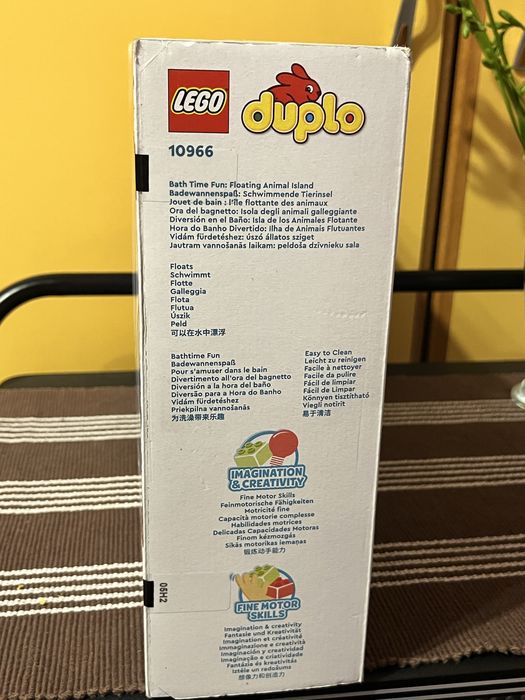 LEGO
duplo
10966
Bath Time Fun: Floating Animal Island
Badewannenspaß: Schwimmende Tierinsel
Jouet de bain : l'île flottante des animaux
Ora del bagnetto: Isola degli animali galleggiante
Diversión en el Baño: Isla de los Animales Flotante
Hora do Banho Divertido: Ilha de Animais Flutuantes
Vidám fürdetéshez: úszó állatos sziget
Jautram vannošanās laikam: peldoša dzīvnieku sala
Floats
Schwimmt
Flotte
Galleggia
Flota
Flutua
Úszik
Peld
可以在水中漂浮
Bathtime Fun
Badewannenspaß
Pour s'amuser dans le bain
Divertimento all'ora del bagnetto
Diversión a la hora del baño
Diversão para a Hora do Banho
Vidám fürdetéshez
Priekpilna vannošanās
为洗澡带来乐趣
Easy to Clean
Leicht zu reinigen
Facile à nettoyer
Facile da pulire
Fácil de limpiar
Fácil de Limpar
Könnyen tisztítható
Viegli notīrīt
易于清洁
IMAGINATION
& CREATIVITY
Fine Motor Skills
Feinmotorische Fähigkeiten
Motricité fine
Capacità motorie complesse
Habilidades motrices
Delicadas Capacidades Motoras
Finom kézmozgás
Sīkās motorikas iemaņas
锻炼动手能力
05H2
FINE MOTOR
SKILLS
Imagination & creativity
Fantasie und Kreativität
Imagination et créativité
Immaginazione e creatività
Imaginación y creatividad
Imaginação e criatividade
Fantázia és kreativitás
Iztēle un radošums
想像力和创造力